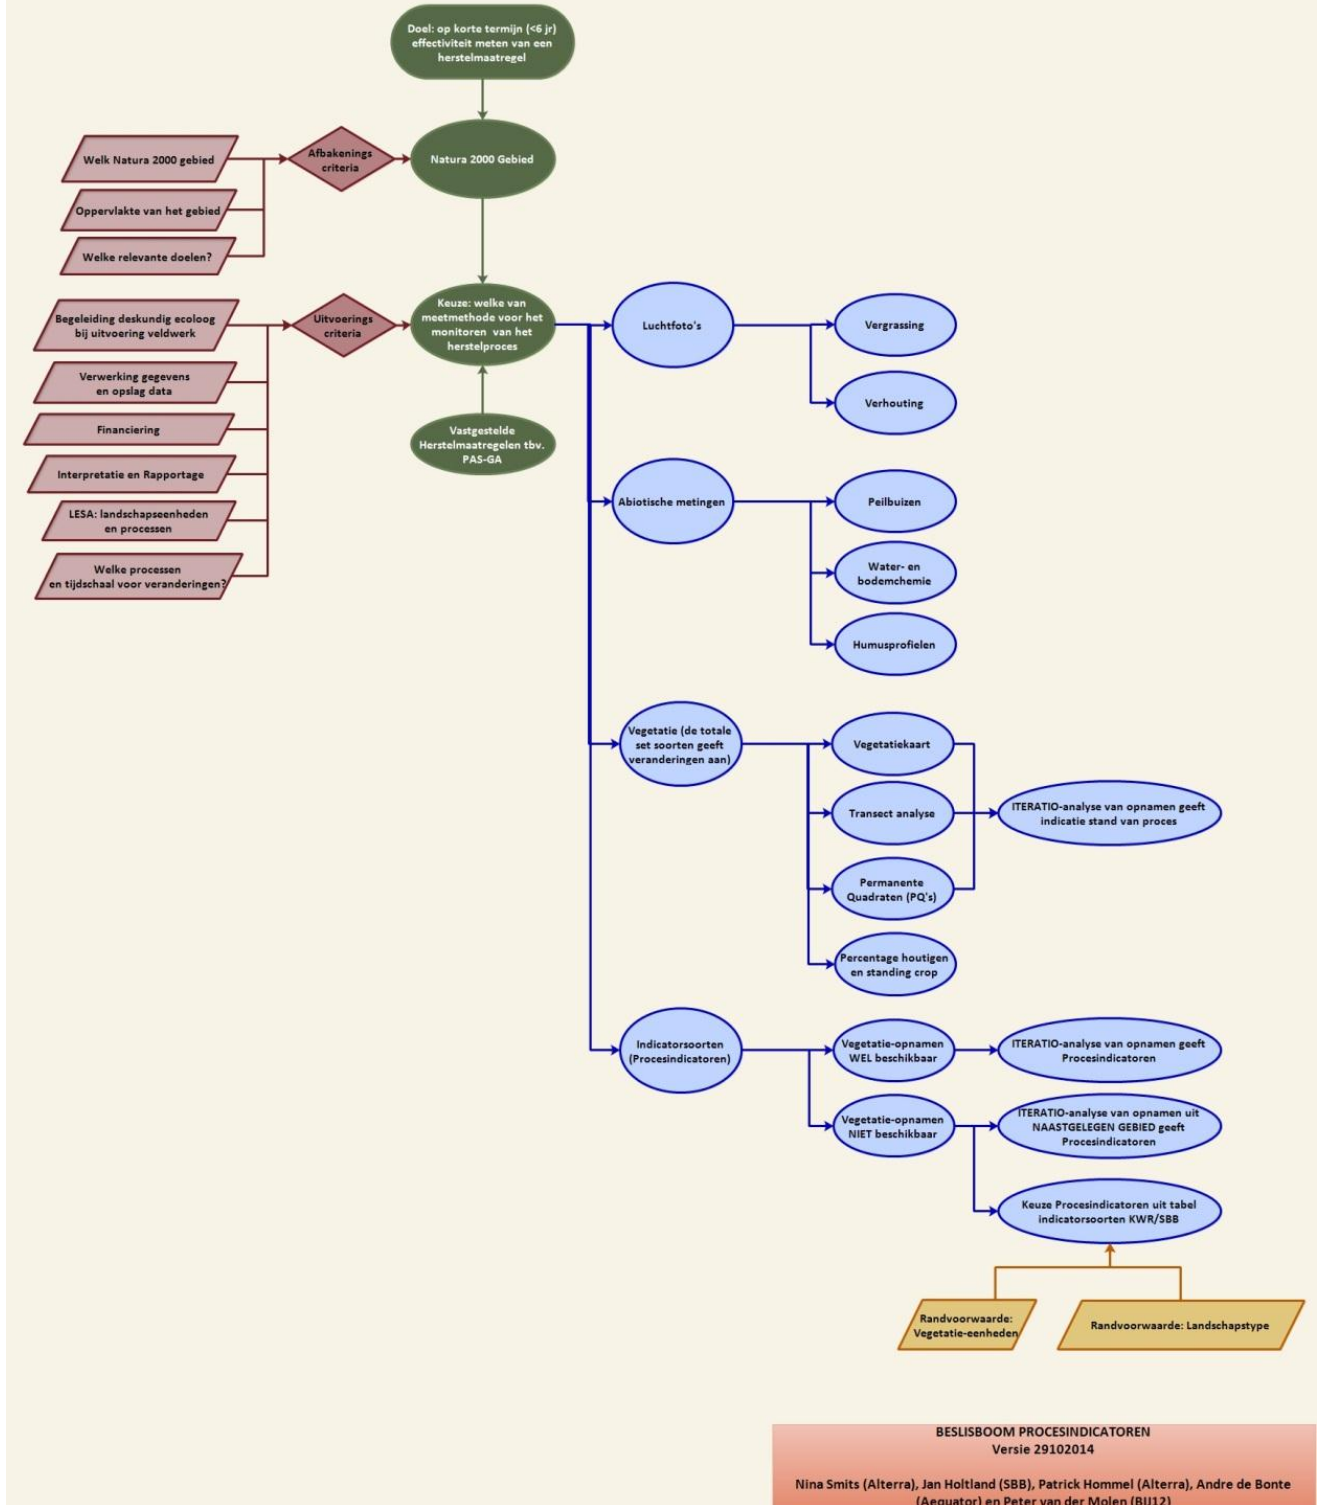 Doel: op korte termijn (<6 jr)
effectiviteit meten van een
herstelmaatregel
Welk Natura 2000 gebied
Afbakenings
criteria
Natura 2000 Gebied
Oppervlakte van het gebied
Welke relevante doelen?
Begeleiding deskundig ecoloog
bij uitvoering veldwerk
Uitvoerings
criteria
Keuze: welke van
meetmethode voor het
monitoren van het
herstelproces
Verwerking gegevens
en opslag data
Financiering
Interpretatie en Rapportage
LESA: landschapseenheden
en processen
Welke processen
en tijdschaal voor veranderingen?
Vastgestelde
Herstelmaatregelen tbv.
PAS-GA
Luchtfoto's
Vergrassing
Verhouting
Abiotische metingen
Peilbuizen
Water- en
bodemchemie
Humusprofielen
Vegetatie (de totale
set soorten geeft
veranderingen aan)
Vegetatiekaart
Transect analyse
Permanente
Quadraten (PQ's)
Percentage houtigen
en standing crop
ITERATIO-analyse van opnamen geeft
indicatie stand van proces
Indicatorsoorten
(Procesindicatoren)
Vegetatie-opnamen
WEL beschikbaar
ITERATIO-analyse van opnamen geeft
Procesindicatoren
Vegetatie-opnamen
NIET beschikbaar
ITERATIO-analyse van opnamen uit
NAASTGELEGEN GEBIED geeft
Procesindicatoren
Keuze Procesindicatoren uit tabel
indicatorsoorten KWR/SBB
Randvoorwaarde:
Vegetatie-eenheden
Randvoorwaarde: Landschapstype
BESLISBOOM PROCESINDICATOREN
Versie 29102014
Nina Smits (Alterra), Jan Holtland (SBB), Patrick Hommel (Alterra), Andre de Bonte
(Aequator) en Peter van der Molen (BIJ12)